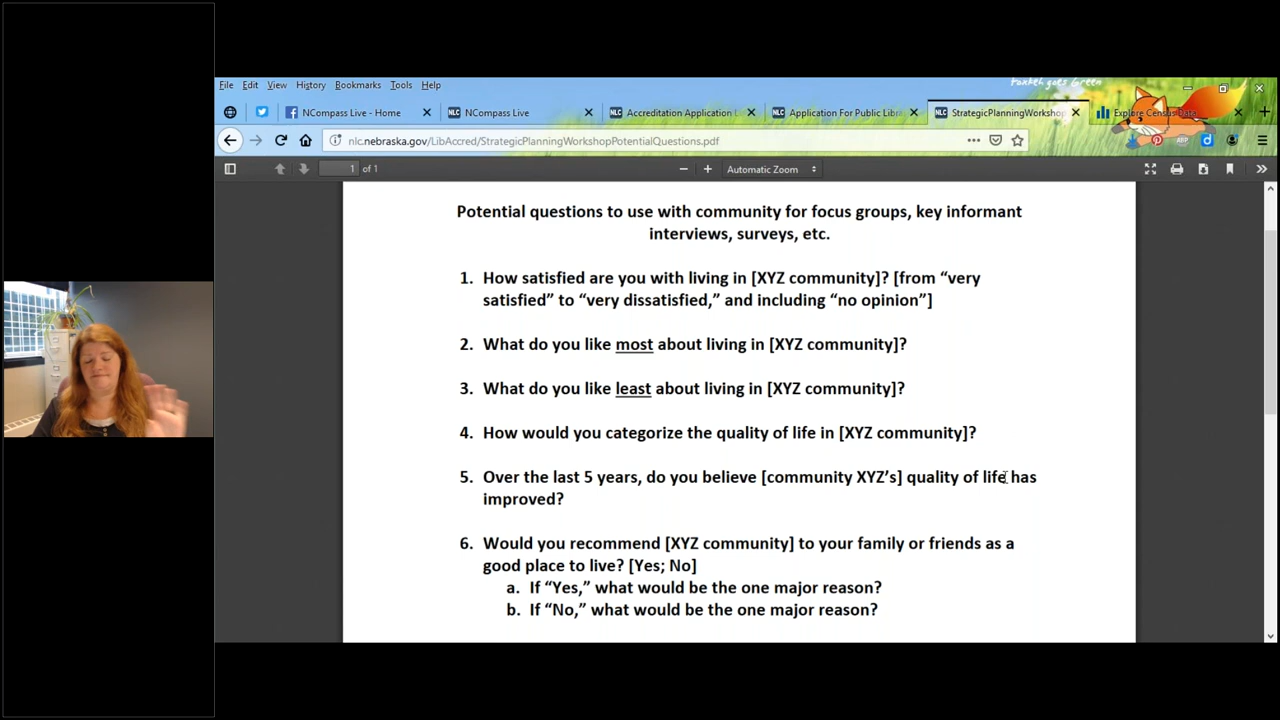 foxkeh goes Green
File Edit View History Bookmarks Tools Help
NCompass Live - Home
NCompass Live
Accreditation Application
Application For Public Libr
StrategicPlanningWorkshop
Explore Census Data
nlc.nebraska.gov/LibAccred/StrategicPlanningWorkshopPotentialQuestions.pdf
1 of 1
Automatic Zoom
Potential questions to use with community for focus groups, key informant
interviews, surveys, etc.
1. How satisfied are you with living in [XYZ community]? [from “very
satisfied” to “very dissatisfied,” and including “no opinion”]
2. What do you like most about living in [XYZ community]?
3. What do you like least about living in [XYZ community]?
4. How would you categorize the quality of life in [XYZ community]?
5. Over the last 5 years, do you believe [community XYZ’s] quality of life has
improved?
6. Would you recommend [XYZ community] to your family or friends as a
good place to live? [Yes; No]
a. If “Yes,” what would be the one major reason?
b. If “No,” what would be the one major reason?